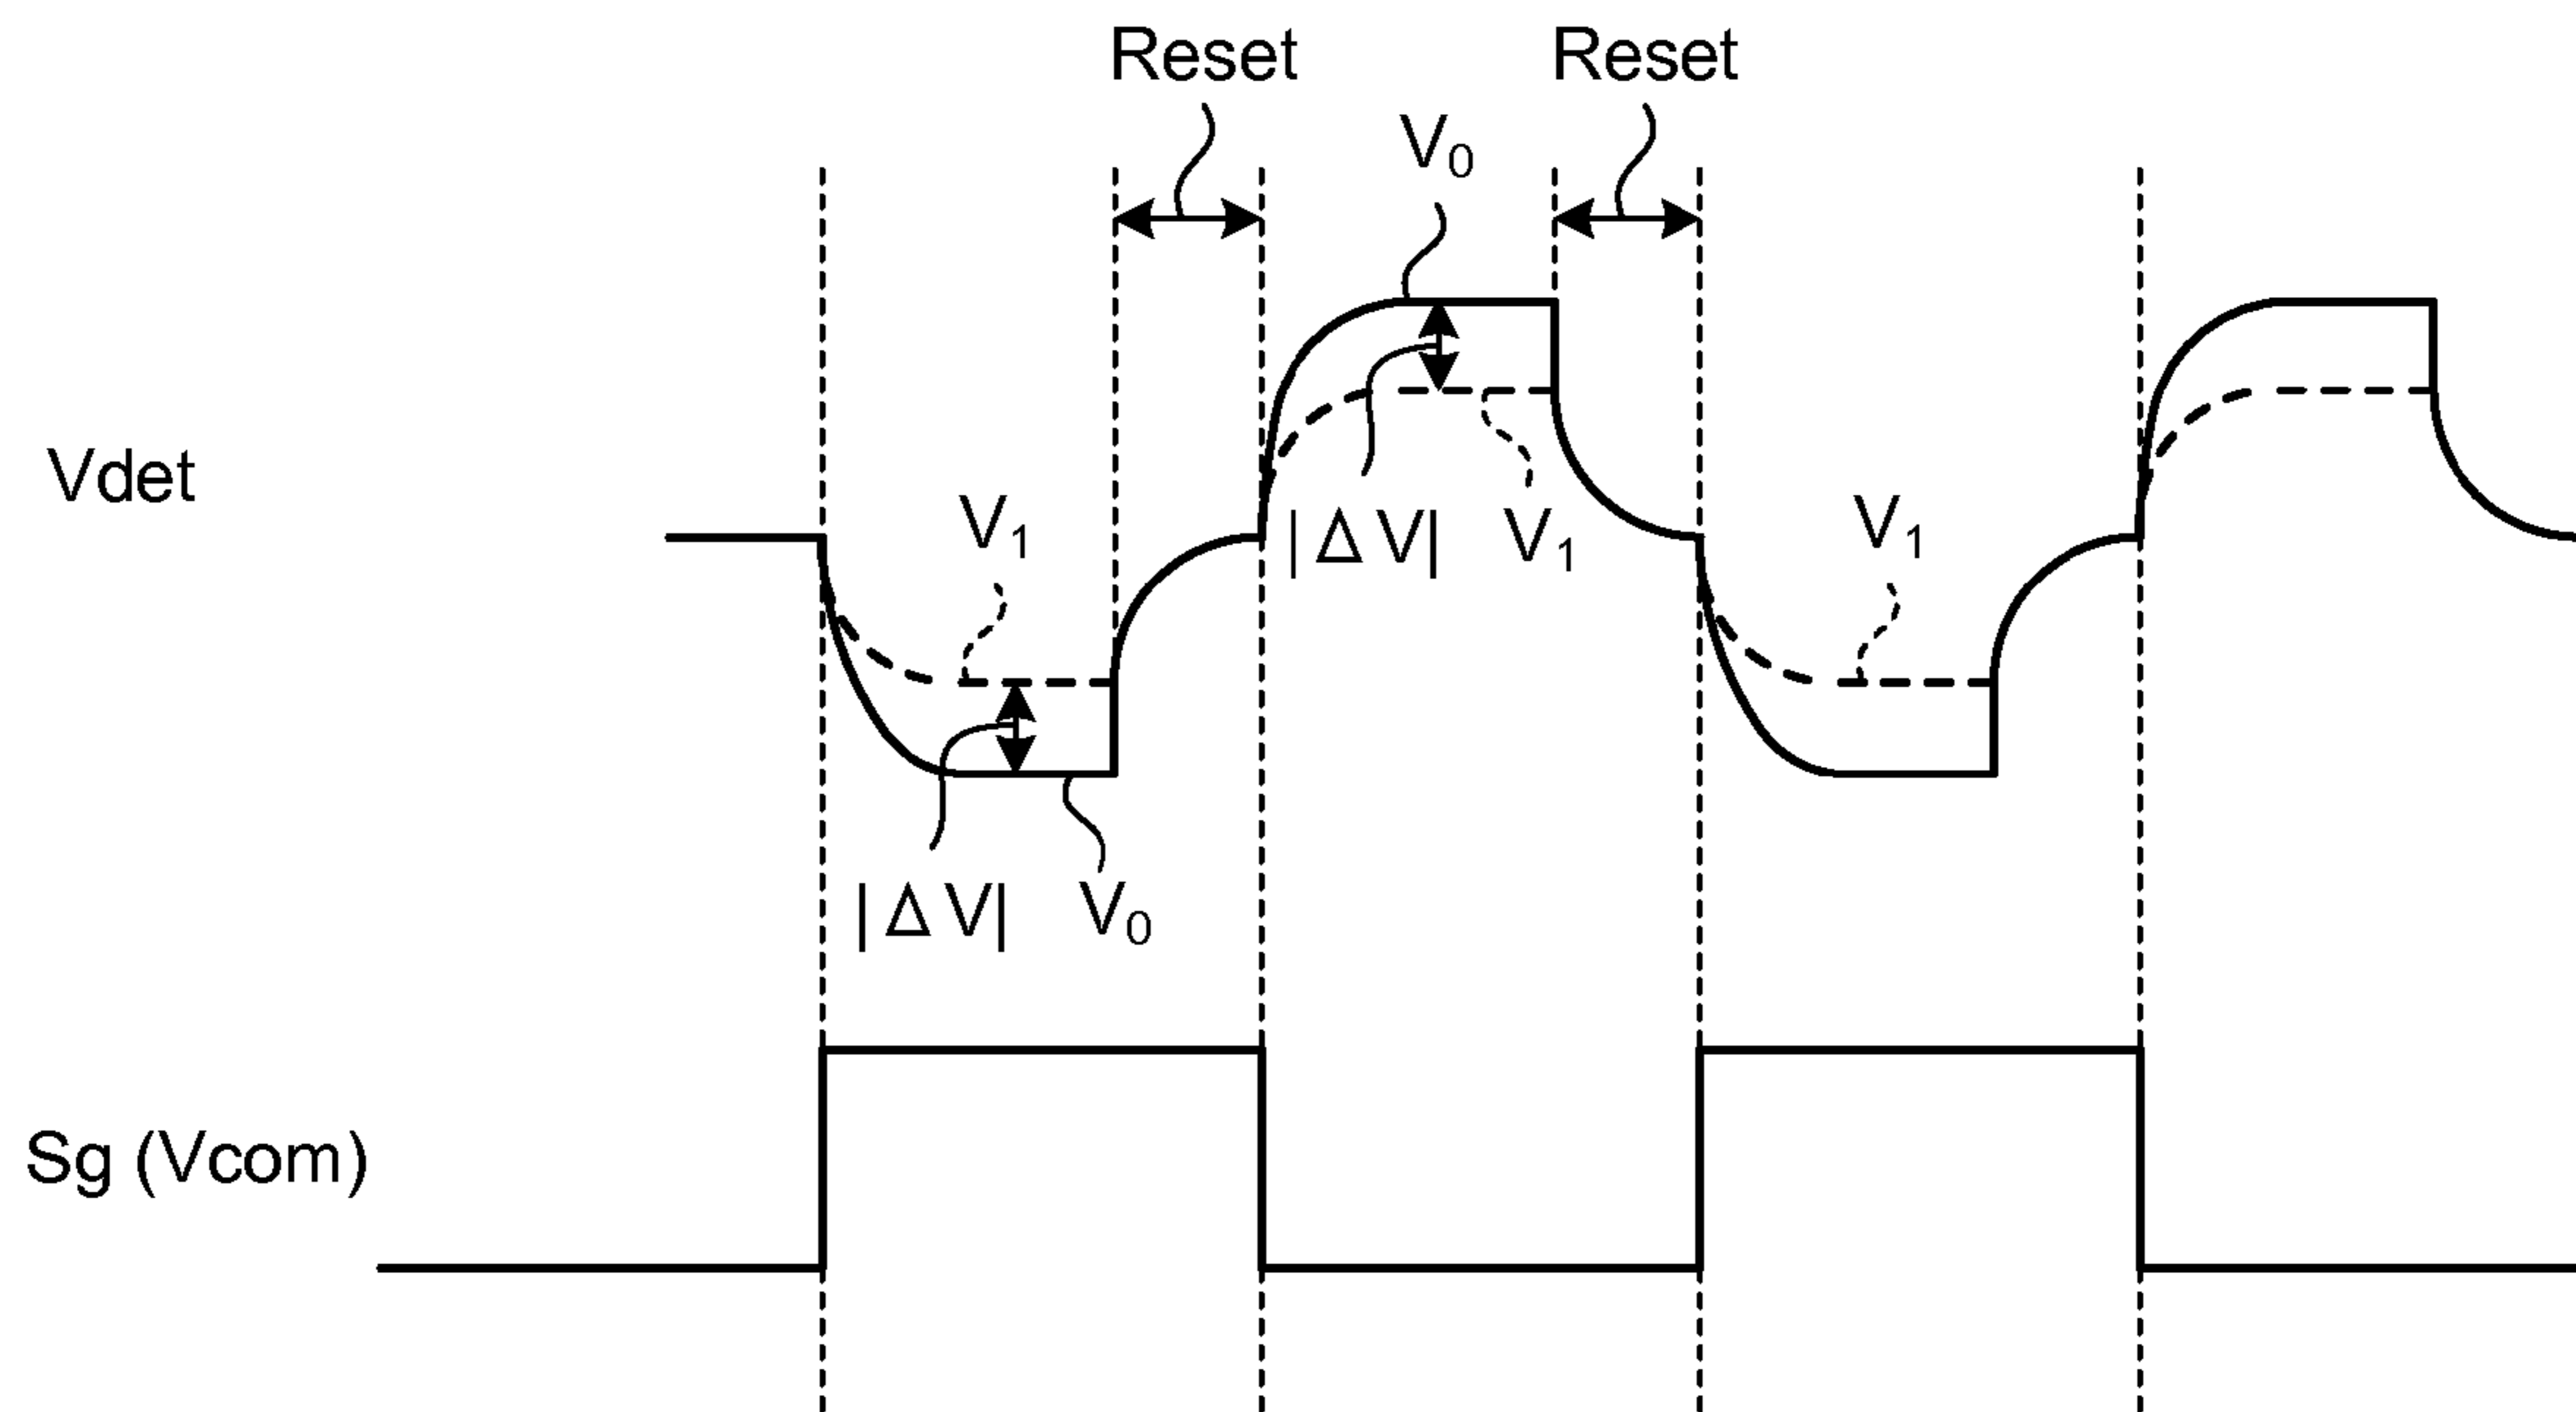 Reset Reset
V₀
Vdet
V₁ |ΔV| V₁ V₁
|ΔV| V₀
Sg (Vcom)